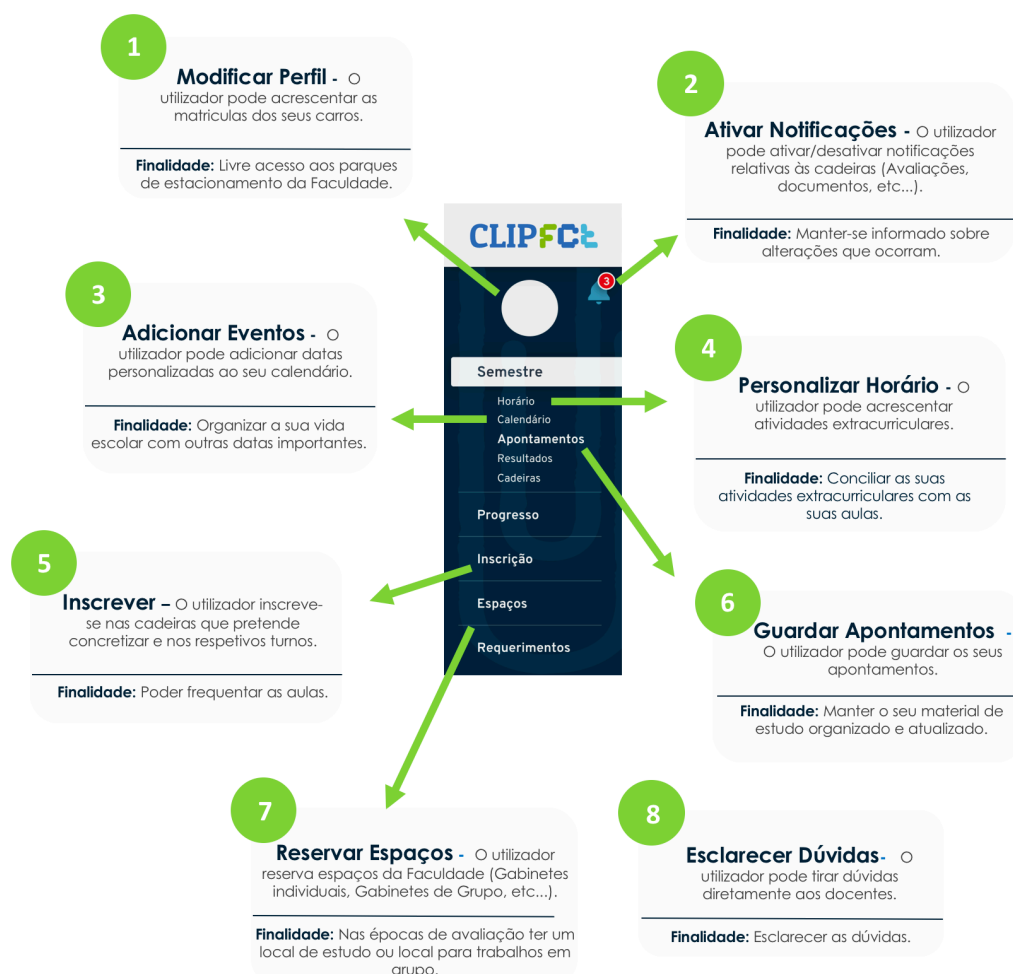 1
Modificar Perfil - O
utilizador pode acrescentar as
matriculas dos seus carros.
Finalidade: Livre acesso aos parques
de estacionamento da Faculdade.
2
Ativar Notificações - O utilizador
pode ativar/desativar notificações
relativas às cadeiras (Avaliações,
documentos, etc...).
Finalidade: Manter-se informado sobre
alterações que ocorram.
CLIP FCt
3
3
Adicionar Eventos - O
utilizador pode adicionar datas
personalizadas ao seu calendário.
Finalidade: Organizar a sua vida
escolar com outras datas importantes.
Semestre
Horário
Calendário
Apontamentos
Resultados
Cadeiras
Progresso
Inscrição
Espaços
Requerimentos
4
Personalizar Horário - O
utilizador pode acrescentar
atividades extracurriculares.
Finalidade: Conciliar as suas
atividades extracurriculares com as
suas aulas.
5
Inscrever – O utilizador inscreve-
se nas cadeiras que pretende
concretizar e nos respetivos turnos.
Finalidade: Poder frequentar as aulas.
6
Guardar Apontamentos -
O utilizador pode guardar os seus
apontamentos.
Finalidade: Manter o seu material de
estudo organizado e atualizado.
7
Reservar Espaços - O utilizador
reserva espaços da Faculdade (Gabinetes
individuais, Gabinetes de Grupo, etc...).
Finalidade: Nas épocas de avaliação ter um
local de estudo ou local para trabalhos em
grupo.
8
Esclarecer Dúvidas- O
utilizador pode tirar dúvidas
diretamente aos docentes.
Finalidade: Esclarecer as dúvidas.